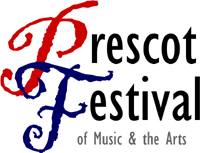 Prescot
Festival
of Music & the Arts